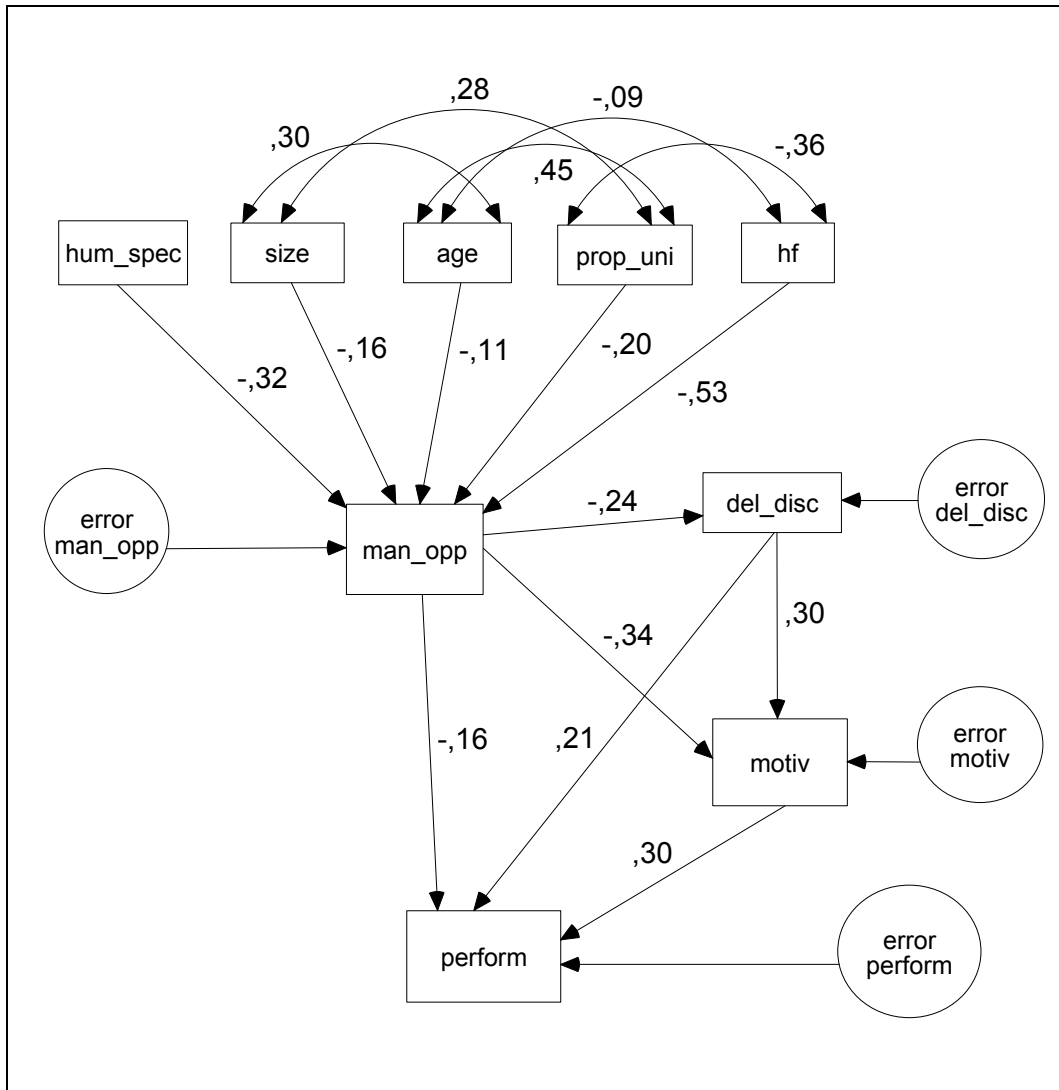 ,28
-,09
,30
,45
-,36
hum_spec
size
age
prop_uni
hf
-,32
-,16
-,11
-,20
-,53
error
man_opp
man_opp
-,24
del_disc
error
del_disc
-,34
,30
-,16
,21
motiv
error
motiv
,30
perform
error
perform